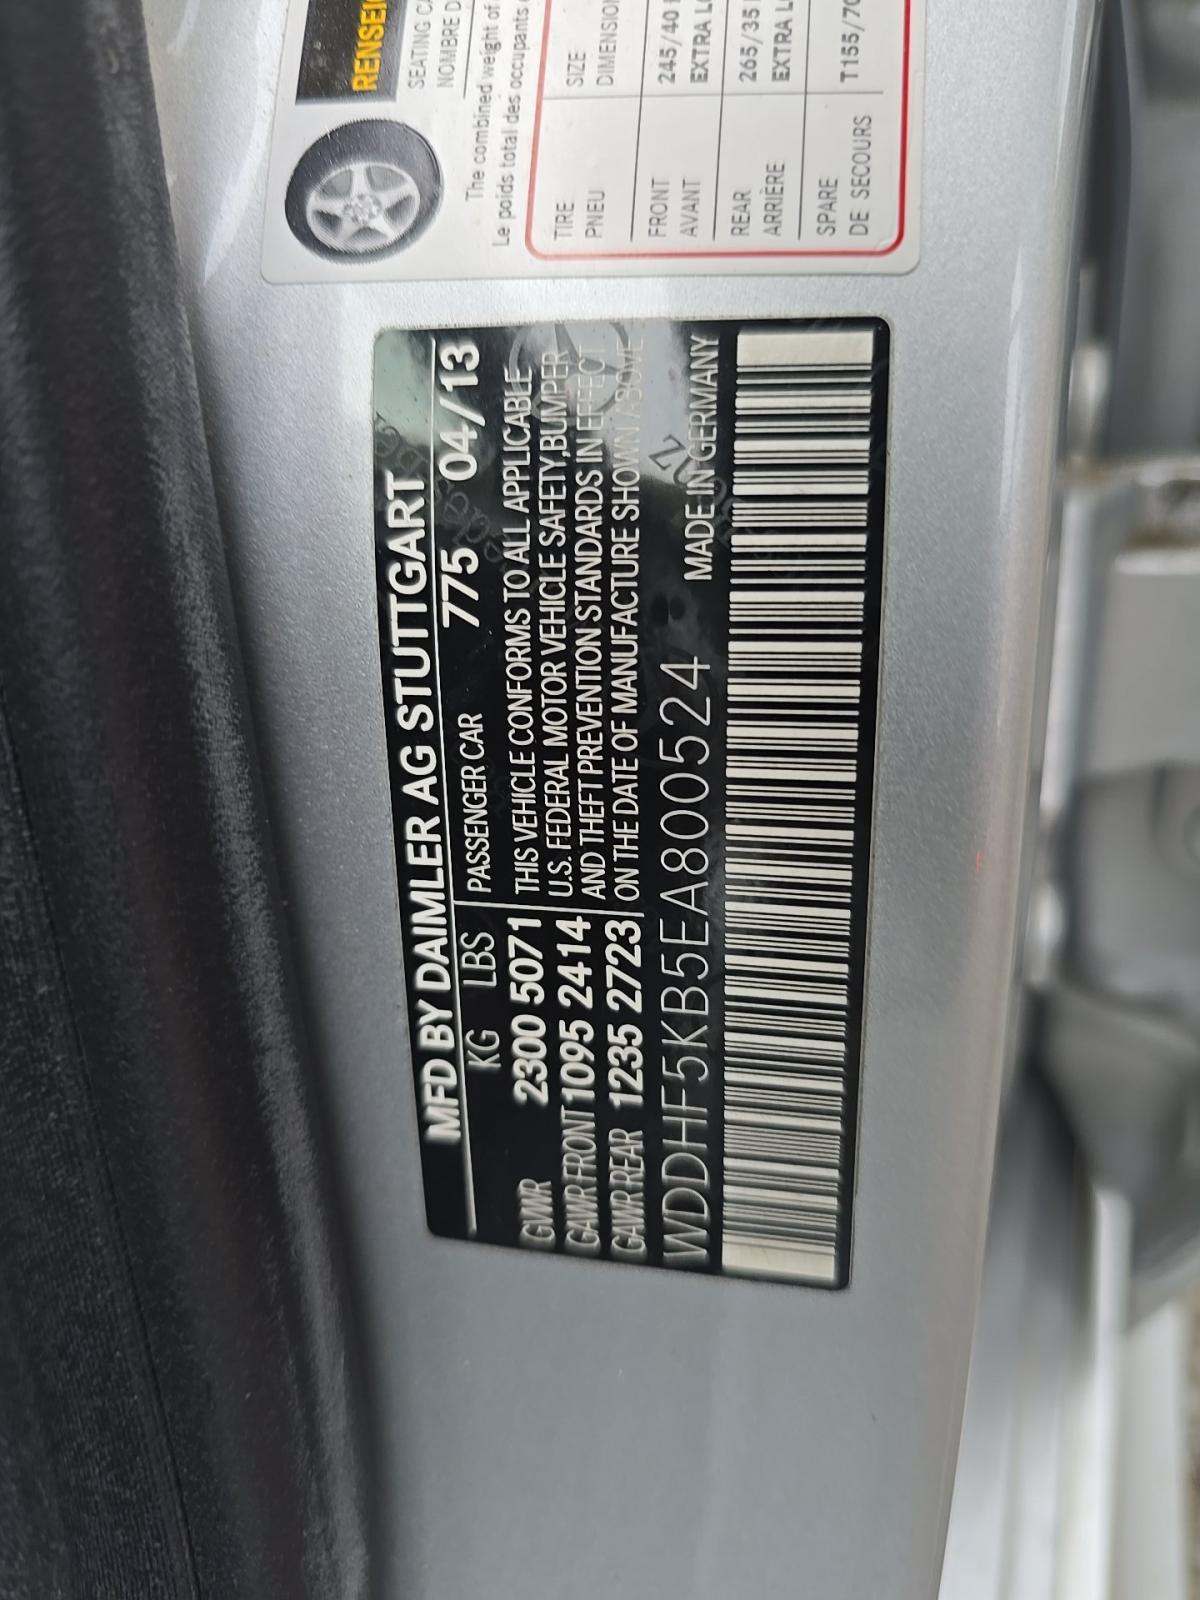 RENSEI
SEATING CA
NOMBRE D
The combined weight of
Le poids total des occupants
TIRE SIZE
PNEU DIMENSION
FRONT 245/40
AVANT EXTRA L
REAR 265/35
ARRIÈRE EXTRA L
SPARE T155/70
DE SECOURS
MFD BY DAIMLER AG STUTTGART
KG LBS PASSENGER CAR 775 04/13
GVWR 2300 5071 THIS VEHICLE CONFORMS TO ALL APPLICABLE
GAWR FRONT 1095 2414 U.S. FEDERAL MOTOR VEHICLE SAFETY,BUMPER
GAWR REAR 1235 2723 AND THEFT PREVENTION STANDARDS IN EFFECT
ON THE DATE OF MANUFACTURE SHOWN ABOVE
WDDHF5KB5EA800524 MADE IN GERMANY